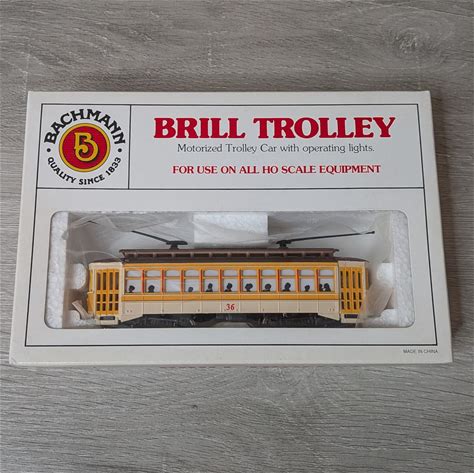 BACHMANN
B
QUALITY SINCE 1833
BRILL TROLLEY
Motorized Trolley Car with operating lights.
FOR USE ON ALL HO SCALE EQUIPMENT
36
MADE IN CHINA